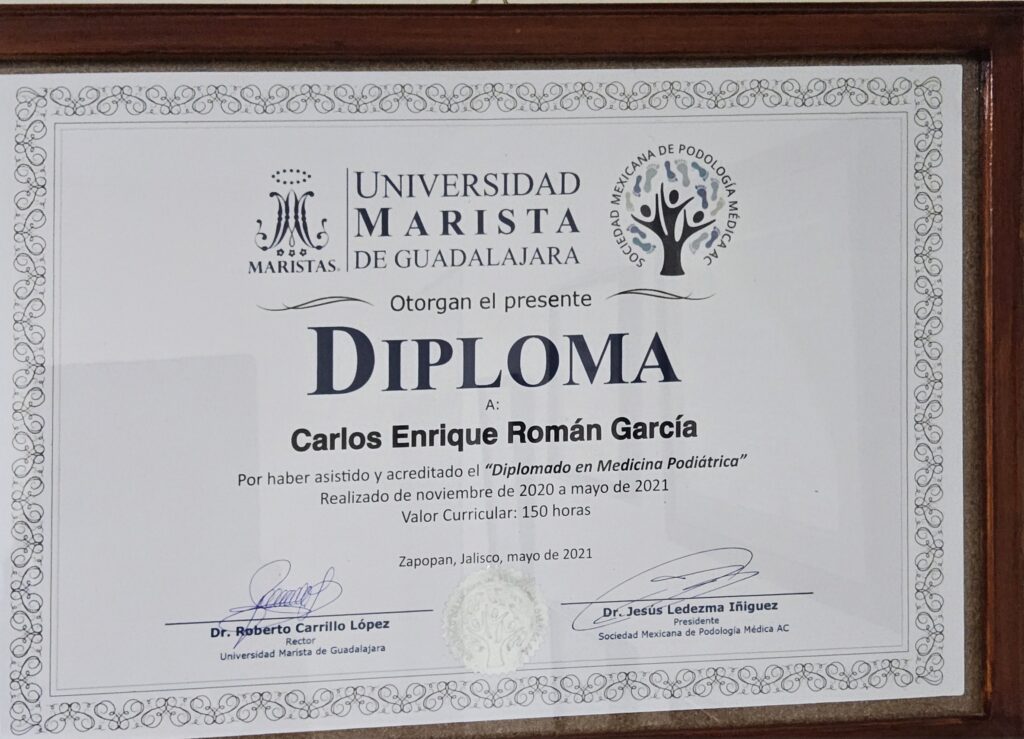 UNIVERSIDAD
MARISTA
DE GUADALAJARA
MARISTAS.
SOCIEDAD MEXICANA DE PODOLOGÍA MÉDICA AC
Otorgan el presente
DIPLOMA
A:
Carlos Enrique Román García
Por haber asistido y acreditado el “Diplomado en Medicina Podiátrica”
Realizado de noviembre de 2020 a mayo de 2021
Valor Curricular: 150 horas
Zapopan, Jalisco, mayo de 2021
Dr. Roberto Carrillo López
Rector
Universidad Marista de Guadalajara
Dr. Jesús Ledezma Iñiguez
Presidente
Sociedad Mexicana de Podología Médica AC